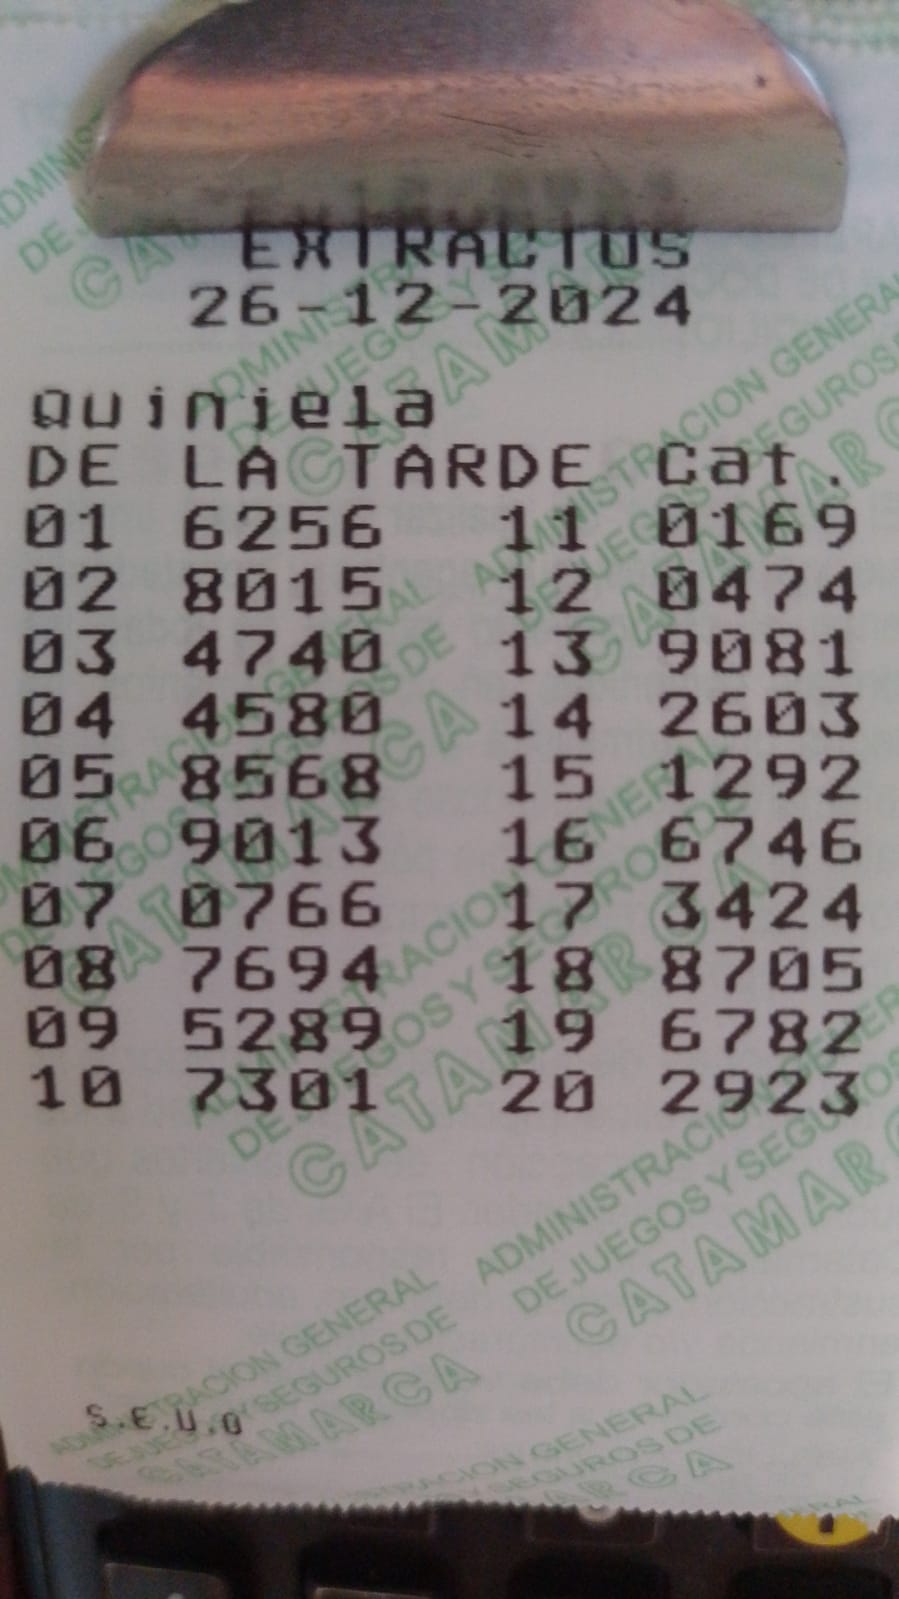 EXTRACTOS
26-12-2024
Quiniela
DE LA TARDE Cat.
01 6256 11 0169
02 8015 12 0474
03 4740 13 9081
04 4580 14 2603
05 8568 15 1292
06 9013 16 6746
07 0766 17 3424
08 7694 18 8705
09 5289 19 6782
10 7301 20 2923
S.E.U.O
ADMINISTRACION GENERAL
DE JUEGOS Y SEGUROS DE
CATAMARCA